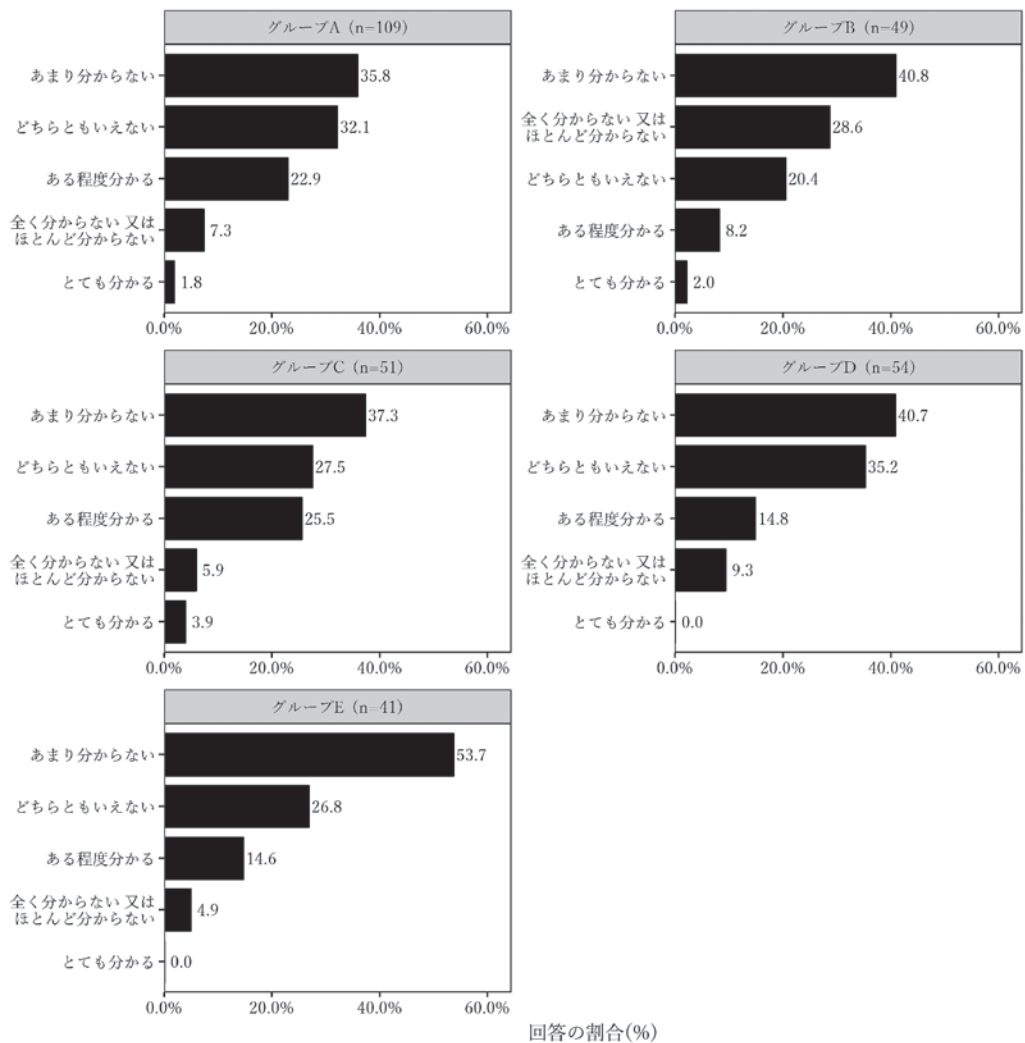 グループA (n=109)
あまり分からない 35.8
どちらともいえない 32.1
ある程度分かる 22.9
全く分からない 又は
ほとんど分からない 7.3
とても分かる 1.8
0.0% 20.0% 40.0% 60.0%
グループB (n=49)
あまり分からない 40.8
全く分からない 又は
ほとんど分からない 28.6
どちらともいえない 20.4
ある程度分かる 8.2
とても分かる 2.0
0.0% 20.0% 40.0% 60.0%
グループC (n=51)
あまり分からない 37.3
どちらともいえない 27.5
ある程度分かる 25.5
全く分からない 又は
ほとんど分からない 5.9
とても分かる 3.9
0.0% 20.0% 40.0% 60.0%
グループD (n=54)
あまり分からない 40.7
どちらともいえない 35.2
ある程度分かる 14.8
全く分からない 又は
ほとんど分からない 9.3
とても分かる 0.0
0.0% 20.0% 40.0% 60.0%
グループE (n=41)
あまり分からない 53.7
どちらともいえない 26.8
ある程度分かる 14.6
全く分からない 又は
ほとんど分からない 4.9
とても分かる 0.0
0.0% 20.0% 40.0% 60.0%
回答の割合(%)